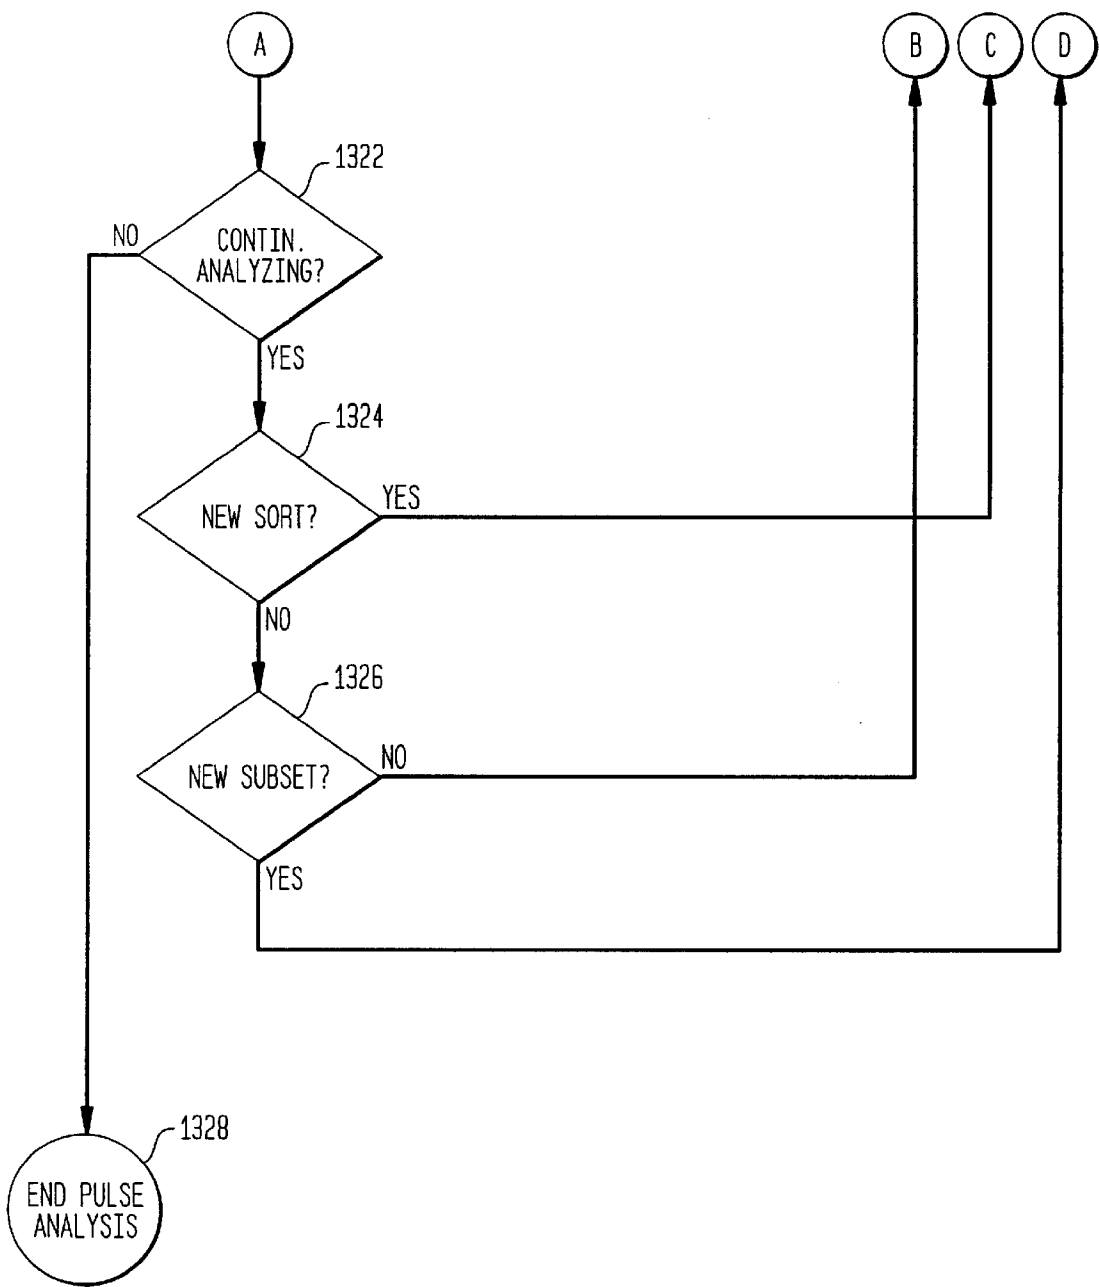 A
B
C
D
1322
NO
CONTIN.
ANALYZING?
YES
1324
NEW SORT?
YES
NO
1326
NEW SUBSET?
NO
YES
1328
END PULSE
ANALYSIS